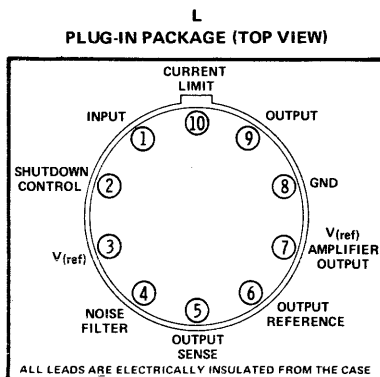 L
PLUG-IN PACKAGE (TOP VIEW)
CURRENT
LIMIT
INPUT
OUTPUT
10
1
9
SHUTDOWN
CONTROL
2
8
GND
V(ref)
3
7
V(ref)
AMPLIFIER
OUTPUT
4
5
6
NOISE
FILTER
OUTPUT
REFERENCE
OUTPUT
SENSE
ALL LEADS ARE ELECTRICALLY INSULATED FROM THE CASE